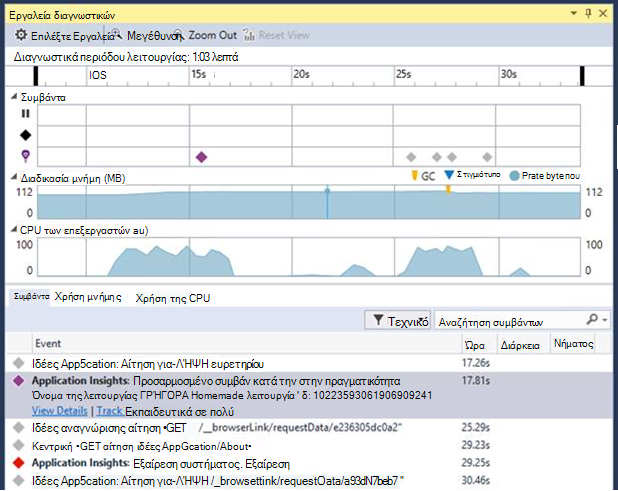 Εργαλεία διαγνωστικών
Επιλέξτε Εργαλεία Μεγέθυνση Zoom Out Reset View
Διαγνωστικά περιόδου λειτουργίας: 1:03 λεπτά
IOS 15s 20s 25s 30s
Συμβάντα
Διαδικασία μνήμη (MB) GC Στιγμιότυπο Prate byte που
112 112
0 0
CPU των επεξεργαστών au)
100 100
0 0
Συμβάντα Χρήση μνήμης Χρήση της CPU
Τεχνικό Αναζήτηση συμβάντων
Event Ώρα Διάρκεια Νήματος
Ιδέες App5cation: Αίτηση για-ΛΉΨΗ ευρετηρίου 17.26s
Application Insights: Προσαρμοσμένο συμβάν κατά την στην πραγματικότητα 17.81s
Όνομα της λειτουργίας ΓΡΉΓΟΡΑ Homemade λειτουργία ' δ: 10223593061906909241
View Details | Track Εκπαιδευτικά σε πολύ
Ιδέες αναγνώρισης αίτηση •GET /__browserLink/requestData/e236305dc0a2" 25.29s
Κεντρική •GET αίτηση ιδέες AppGcation/About• 29.23s
Application Insights: Εξαίρεση συστήματος. Εξαίρεση 29.25s
Ιδέες App5cation: Αίτηση για-ΛΉΨΗ /_browsettink/requestOata/a93dN7beb7 " 30.46s